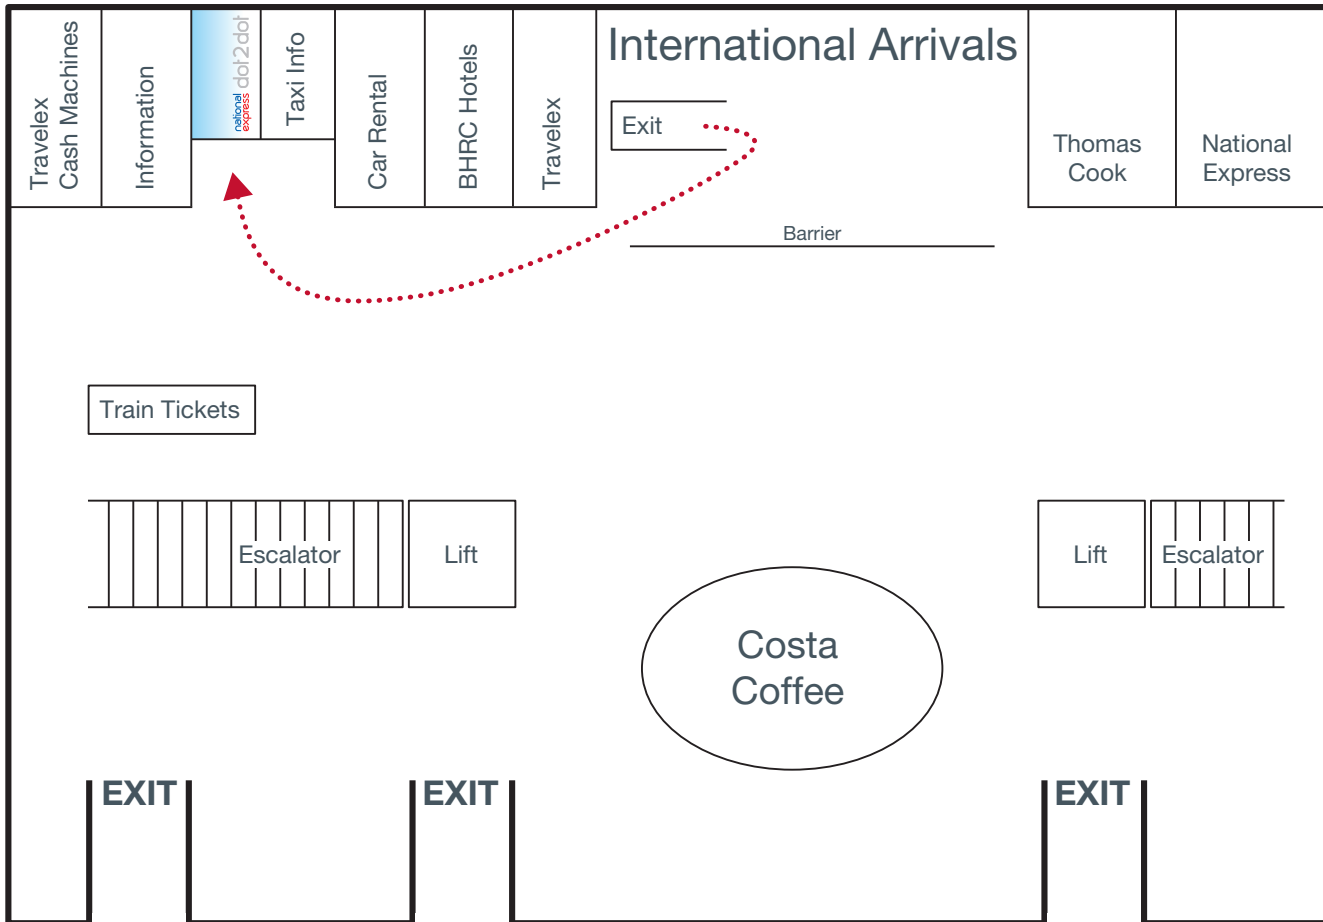 Travelex
Cash Machines
Information
national
express dot2dot
Taxi Info
Car Rental
BHRC Hotels
Travelex
International Arrivals
Exit
Thomas
Cook
National
Express
Barrier
Train Tickets
Escalator
Lift
Lift
Escalator
Costa
Coffee
EXIT
EXIT
EXIT